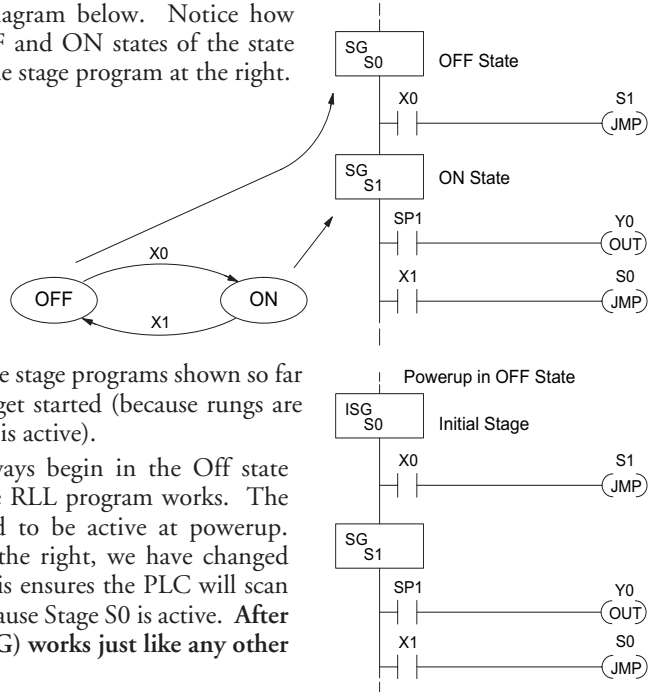 agram below. Notice how
F and ON states of the state
e stage program at the right.
SG
S0
OFF State
X0
S1
JMP
SG
S1
ON State
SP1
Y0
OUT
X1
S0
JMP
X0
OFF
ON
X1
e stage programs shown so far
get started (because rungs are
is active).
ays begin in the Off state
e RLL program works. The
d to be active at powerup.
the right, we have changed
is ensures the PLC will scan
ause Stage S0 is active. After
G) works just like any other
Powerup in OFF State
ISG
S0
Initial Stage
X0
S1
JMP
SG
S1
SP1
Y0
OUT
X1
S0
JMP